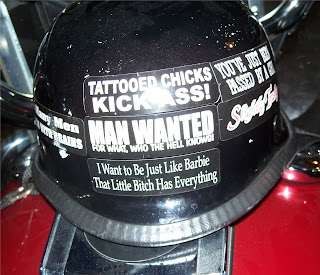 TATTOOED CHICKS
KICK ASS!
YOU'VE JUST
PASSED BY A
Men
MAN WANTED
FOR WHAT, WHO THE HELL KNOWS!
I Want to Be Just Like Barbie
That Little Bitch Has Everything